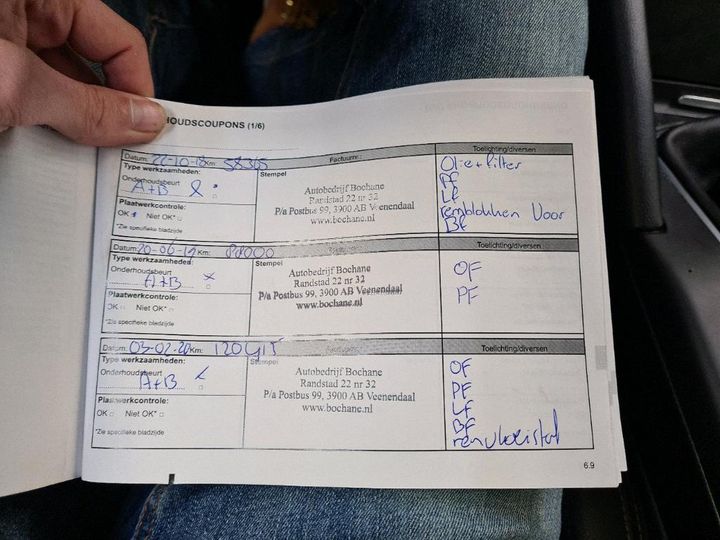 HOUDSCOUPONS (1/6)
Datum: 22-10-18 Km: 58365 Factuurnr.: Toelichting/diversen
Type werkzaamheden: Stempel
Onderhoudsbeurt
A+B
Plaatwerkcontrole:
OK Niet OK*
*Zie specifieke bladzijde
Autobedrijf Bochane
Randstad 22 nr 32
P/a Postbus 99, 3900 AB Veenendaal
www.bochane.nl
Olie+filter
PF
LF
remblokken Voor
BF
Datum: 20-06-19 Km: Toelichting/diversen
Type werkzaamheden: Stempel
Onderhoudsbeurt
A+B
Plaatwerkcontrole:
OK Niet OK*
*Zie specifieke bladzijde
Autobedrijf Bochane
Randstad 22 nr 32
P/a Postbus 99, 3900 AB Veenendaal
www.bochane.nl
OF
PF
Datum: 03-02-20 Km: Toelichting/diversen
Type werkzaamheden: Stempel
Onderhoudsbeurt
A+B
Plaatwerkcontrole:
OK Niet OK*
*Zie specifieke bladzijde
Autobedrijf Bochane
Randstad 22 nr 32
P/a Postbus 99, 3900 AB Veenendaal
www.bochane.nl
OF
PF
LF
BF
remvloeistof
6.9